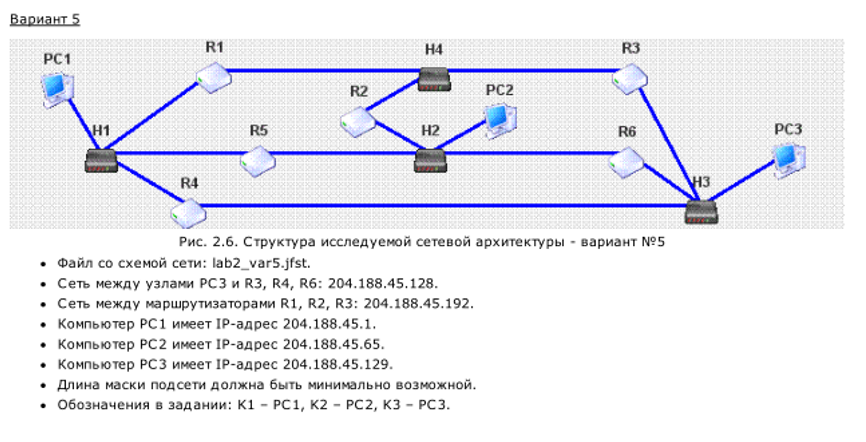 Вариант 5
R1
H4
R3
PC1
R2
PC2
H1
R5
H2
R6
PC3
R4
H3
Рис. 2.6. Структура исследуемой сетевой архитектуры - вариант №5
• Файл со схемой сети: lab2_var5.jfst.
• Сеть между узлами PC3 и R3, R4, R6: 204.188.45.128.
• Сеть между маршрутизаторами R1, R2, R3: 204.188.45.192.
• Компьютер PC1 имеет IP-адрес 204.188.45.1.
• Компьютер PC2 имеет IP-адрес 204.188.45.65.
• Компьютер PC3 имеет IP-адрес 204.188.45.129.
• Длина маски подсети должна быть минимально возможной.
• Обозначения в задании: K1 – PC1, K2 – PC2, K3 – PC3.